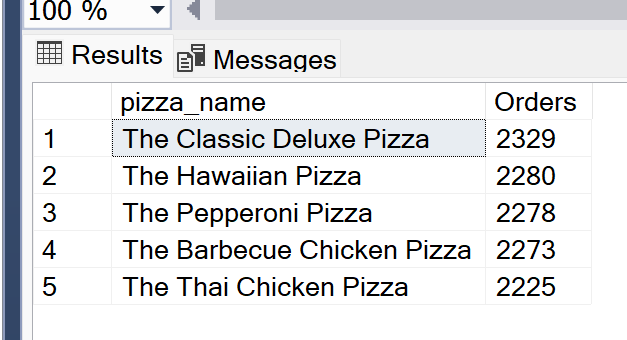 100 %
Results Messages
pizza_name Orders
1 The Classic Deluxe Pizza 2329
2 The Hawaiian Pizza 2280
3 The Pepperoni Pizza 2278
4 The Barbecue Chicken Pizza 2273
5 The Thai Chicken Pizza 2225